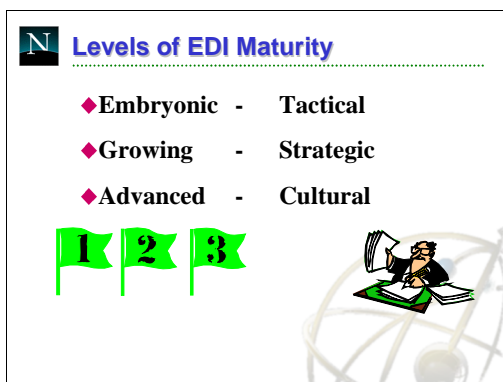 N
Levels of EDI Maturity
◆Embryonic - Tactical
◆Growing - Strategic
◆Advanced - Cultural
1 2 3